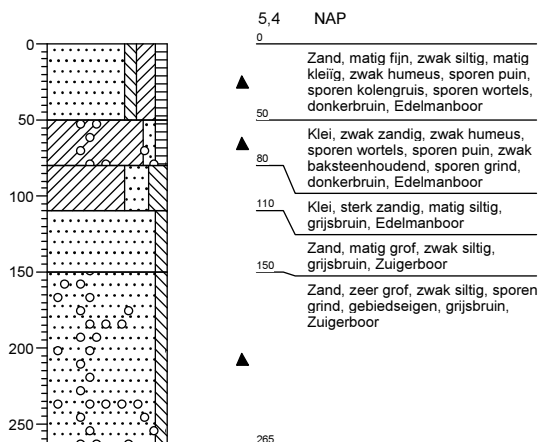 5,4 NAP
0
0
Zand, matig fijn, zwak siltig, matig
kleiïg, zwak humeus, sporen puin,
sporen kolengruis, sporen wortels,
donkerbruin, Edelmanboor
50
50
Klei, zwak zandig, zwak humeus,
sporen wortels, sporen puin, zwak
baksteenhoudend, sporen grind,
donkerbruin, Edelmanboor
80
100
110
Klei, sterk zandig, matig siltig,
grijsbruin, Edelmanboor
Zand, matig grof, zwak siltig,
grijsbruin, Zuigerboor
150
150
Zand, zeer grof, zwak siltig, sporen
grind, gebiedseigen, grijsbruin,
Zuigerboor
200
250
265